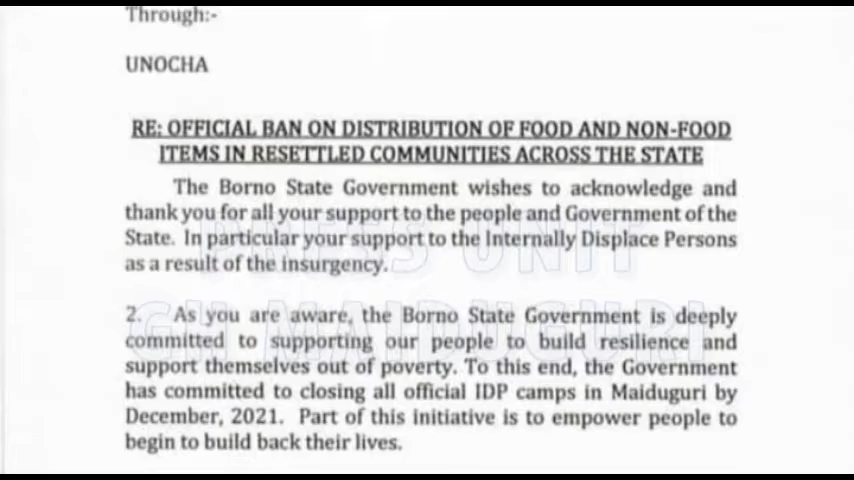 Through:-
UNOCHA
RE: OFFICIAL BAN ON DISTRIBUTION OF FOOD AND NON-FOOD
ITEMS IN RESETTLED COMMUNITIES ACROSS THE STATE
The Borno State Government wishes to acknowledge and
thank you for all your support to the people and Government of the
State. In particular your support to the Internally Displace Persons
as a result of the insurgency.
PRESS UNIT
GH MAIDUGURI
2. As you are aware, the Borno State Government is deeply
committed to supporting our people to build resilience and
support themselves out of poverty. To this end, the Government
has committed to closing all official IDP camps in Maiduguri by
December, 2021. Part of this initiative is to empower people to
begin to build back their lives.